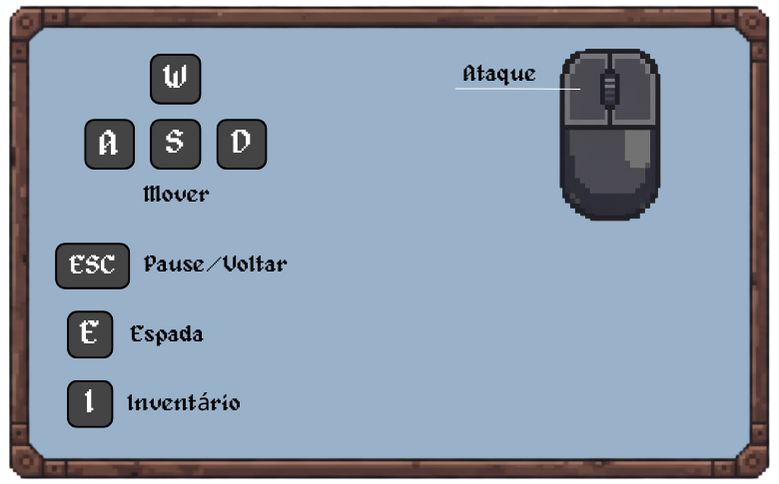 W
Ataque
A S D
Mover
ESC Pause/Voltar
E Espada
I Inventário